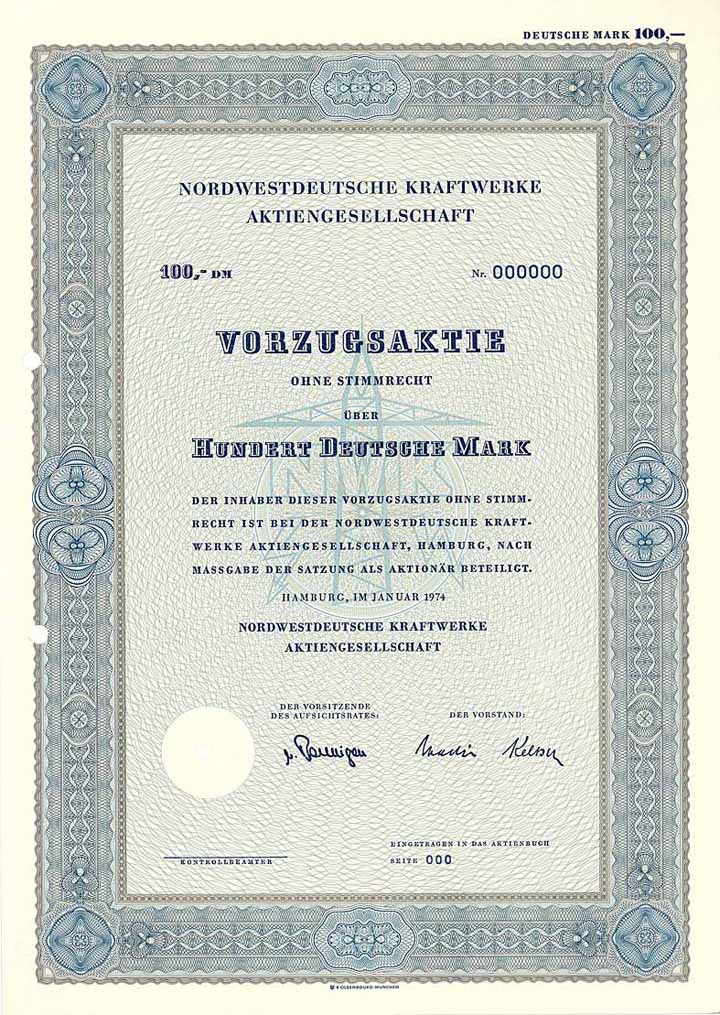 DEUTSCHE MARK 100,—
NORDWESTDEUTSCHE KRAFTWERKE
AKTIENGESELLSCHAFT
100,- DM Nr. 000000
VORZUGSAKTIE
OHNE STIMMRECHT
ÜBER
HUNDERT DEUTSCHE MARK
NWK
DER INHABER DIESER VORZUGSAKTIE OHNE STIMM-
RECHT IST BEI DER NORDWESTDEUTSCHE KRAFT-
WERKE AKTIENGESELLSCHAFT, HAMBURG, NACH
MASSGABE DER SATZUNG ALS AKTIONÄR BETEILIGT.
HAMBURG, IM JANUAR 1974
NORDWESTDEUTSCHE KRAFTWERKE
AKTIENGESELLSCHAFT
DER VORSITZENDE
DES AUFSICHTSRATES:
DER VORSTAND:
KONTROLLBEAMTER
EINGETRAGEN IN DAS AKTIENBUCH
SEITE 000
R·OLDENBOURG·MÜNCHEN